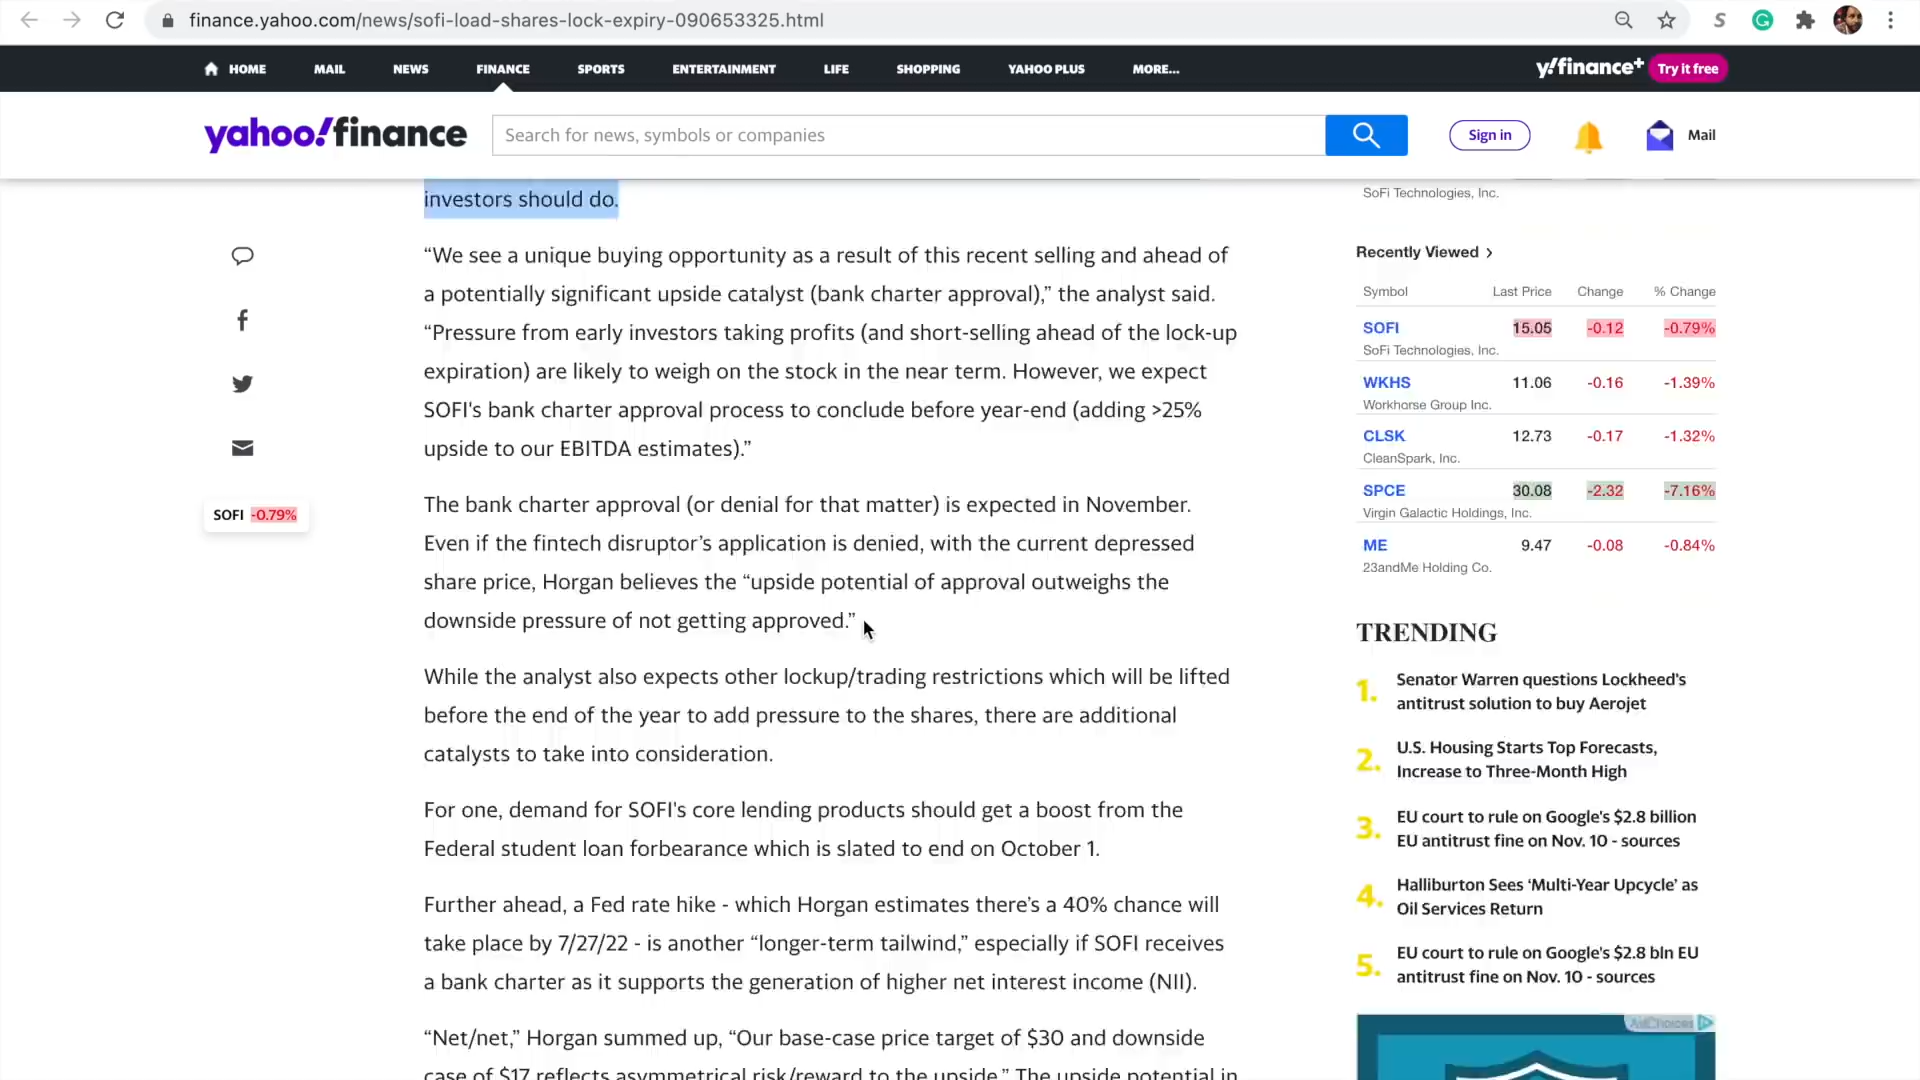 finance.yahoo.com/news/sofi-load-shares-lock-expiry-090653325.html
HOME MAIL NEWS FINANCE SPORTS ENTERTAINMENT LIFE SHOPPING YAHOO PLUS MORE...
y!finance+ Try it free
yahoo!finance
Search for news, symbols or companies
Sign in
Mail
investors should do.
“We see a unique buying opportunity as a result of this recent selling and ahead of
a potentially significant upside catalyst (bank charter approval),” the analyst said.
“Pressure from early investors taking profits (and short-selling ahead of the lock-up
expiration) are likely to weigh on the stock in the near term. However, we expect
SOFI's bank charter approval process to conclude before year-end (adding >25%
upside to our EBITDA estimates).”
SOFI -0.79%
The bank charter approval (or denial for that matter) is expected in November.
Even if the fintech disruptor’s application is denied, with the current depressed
share price, Horgan believes the “upside potential of approval outweighs the
downside pressure of not getting approved.”
While the analyst also expects other lockup/trading restrictions which will be lifted
before the end of the year to add pressure to the shares, there are additional
catalysts to take into consideration.
For one, demand for SOFI's core lending products should get a boost from the
Federal student loan forbearance which is slated to end on October 1.
Further ahead, a Fed rate hike - which Horgan estimates there’s a 40% chance will
take place by 7/27/22 - is another “longer-term tailwind,” especially if SOFI receives
a bank charter as it supports the generation of higher net interest income (NII).
“Net/net,” Horgan summed up, “Our base-case price target of $30 and downside
case of $17 reflects asymmetrical risk/reward to the upside.” The upside potential in
SoFi Technologies, Inc.
Recently Viewed >
Symbol Last Price Change % Change
SOFI 15.05 -0.12 -0.79%
SoFi Technologies, Inc.
WKHS 11.06 -0.16 -1.39%
Workhorse Group Inc.
CLSK 12.73 -0.17 -1.32%
CleanSpark, Inc.
SPCE 30.08 -2.32 -7.16%
Virgin Galactic Holdings, Inc.
ME 9.47 -0.08 -0.84%
23andMe Holding Co.
TRENDING
1. Senator Warren questions Lockheed's
antitrust solution to buy Aerojet
2. U.S. Housing Starts Top Forecasts,
Increase to Three-Month High
3. EU court to rule on Google's $2.8 billion
EU antitrust fine on Nov. 10 - sources
4. Halliburton Sees ‘Multi-Year Upcycle’ as
Oil Services Return
5. EU court to rule on Google's $2.8 bln EU
antitrust fine on Nov. 10 - sources
AdChoices